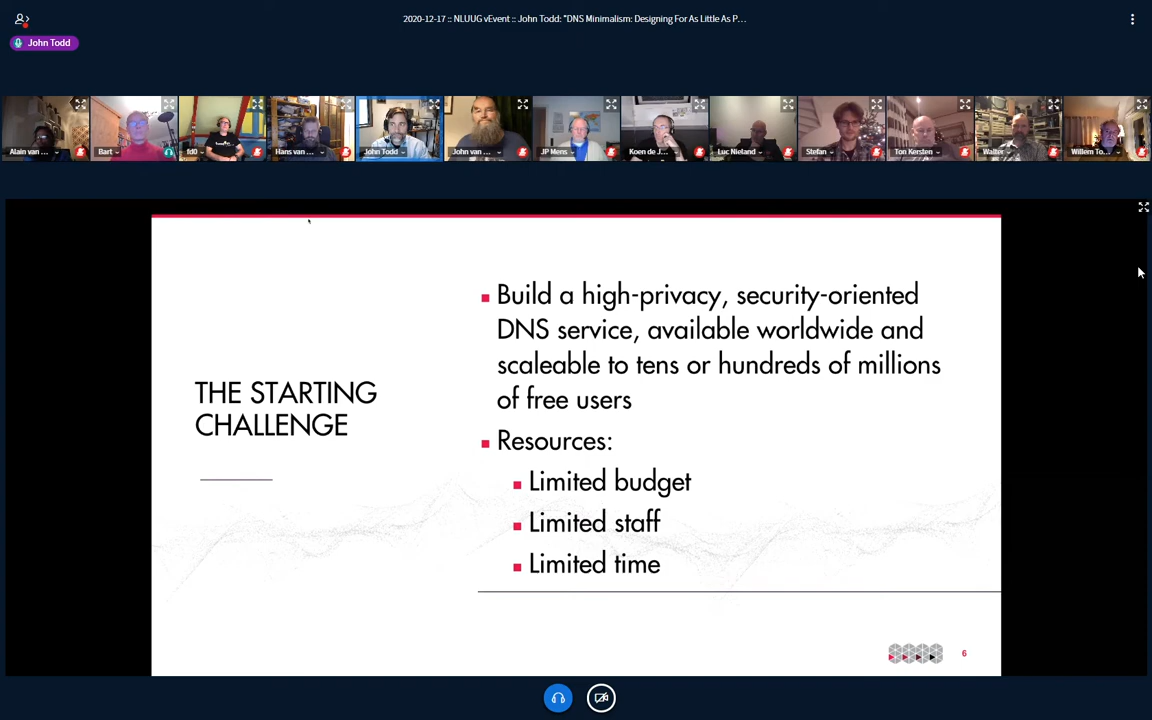 2020-12-17 :: NLUUG vEvent :: John Todd: "DNS Minimalism: Designing For As Little As P...
John Todd
Alain van ...
Bart
fd0
Hans van ...
John Todd
John van ...
JP Mens
Koen de J...
Luc Nieland
Stefan
Ton Kersten
Walter
Willem To...
THE STARTING
CHALLENGE
Build a high-privacy, security-oriented
DNS service, available worldwide and
scaleable to tens or hundreds of millions
of free users
Resources:
Limited budget
Limited staff
Limited time
6